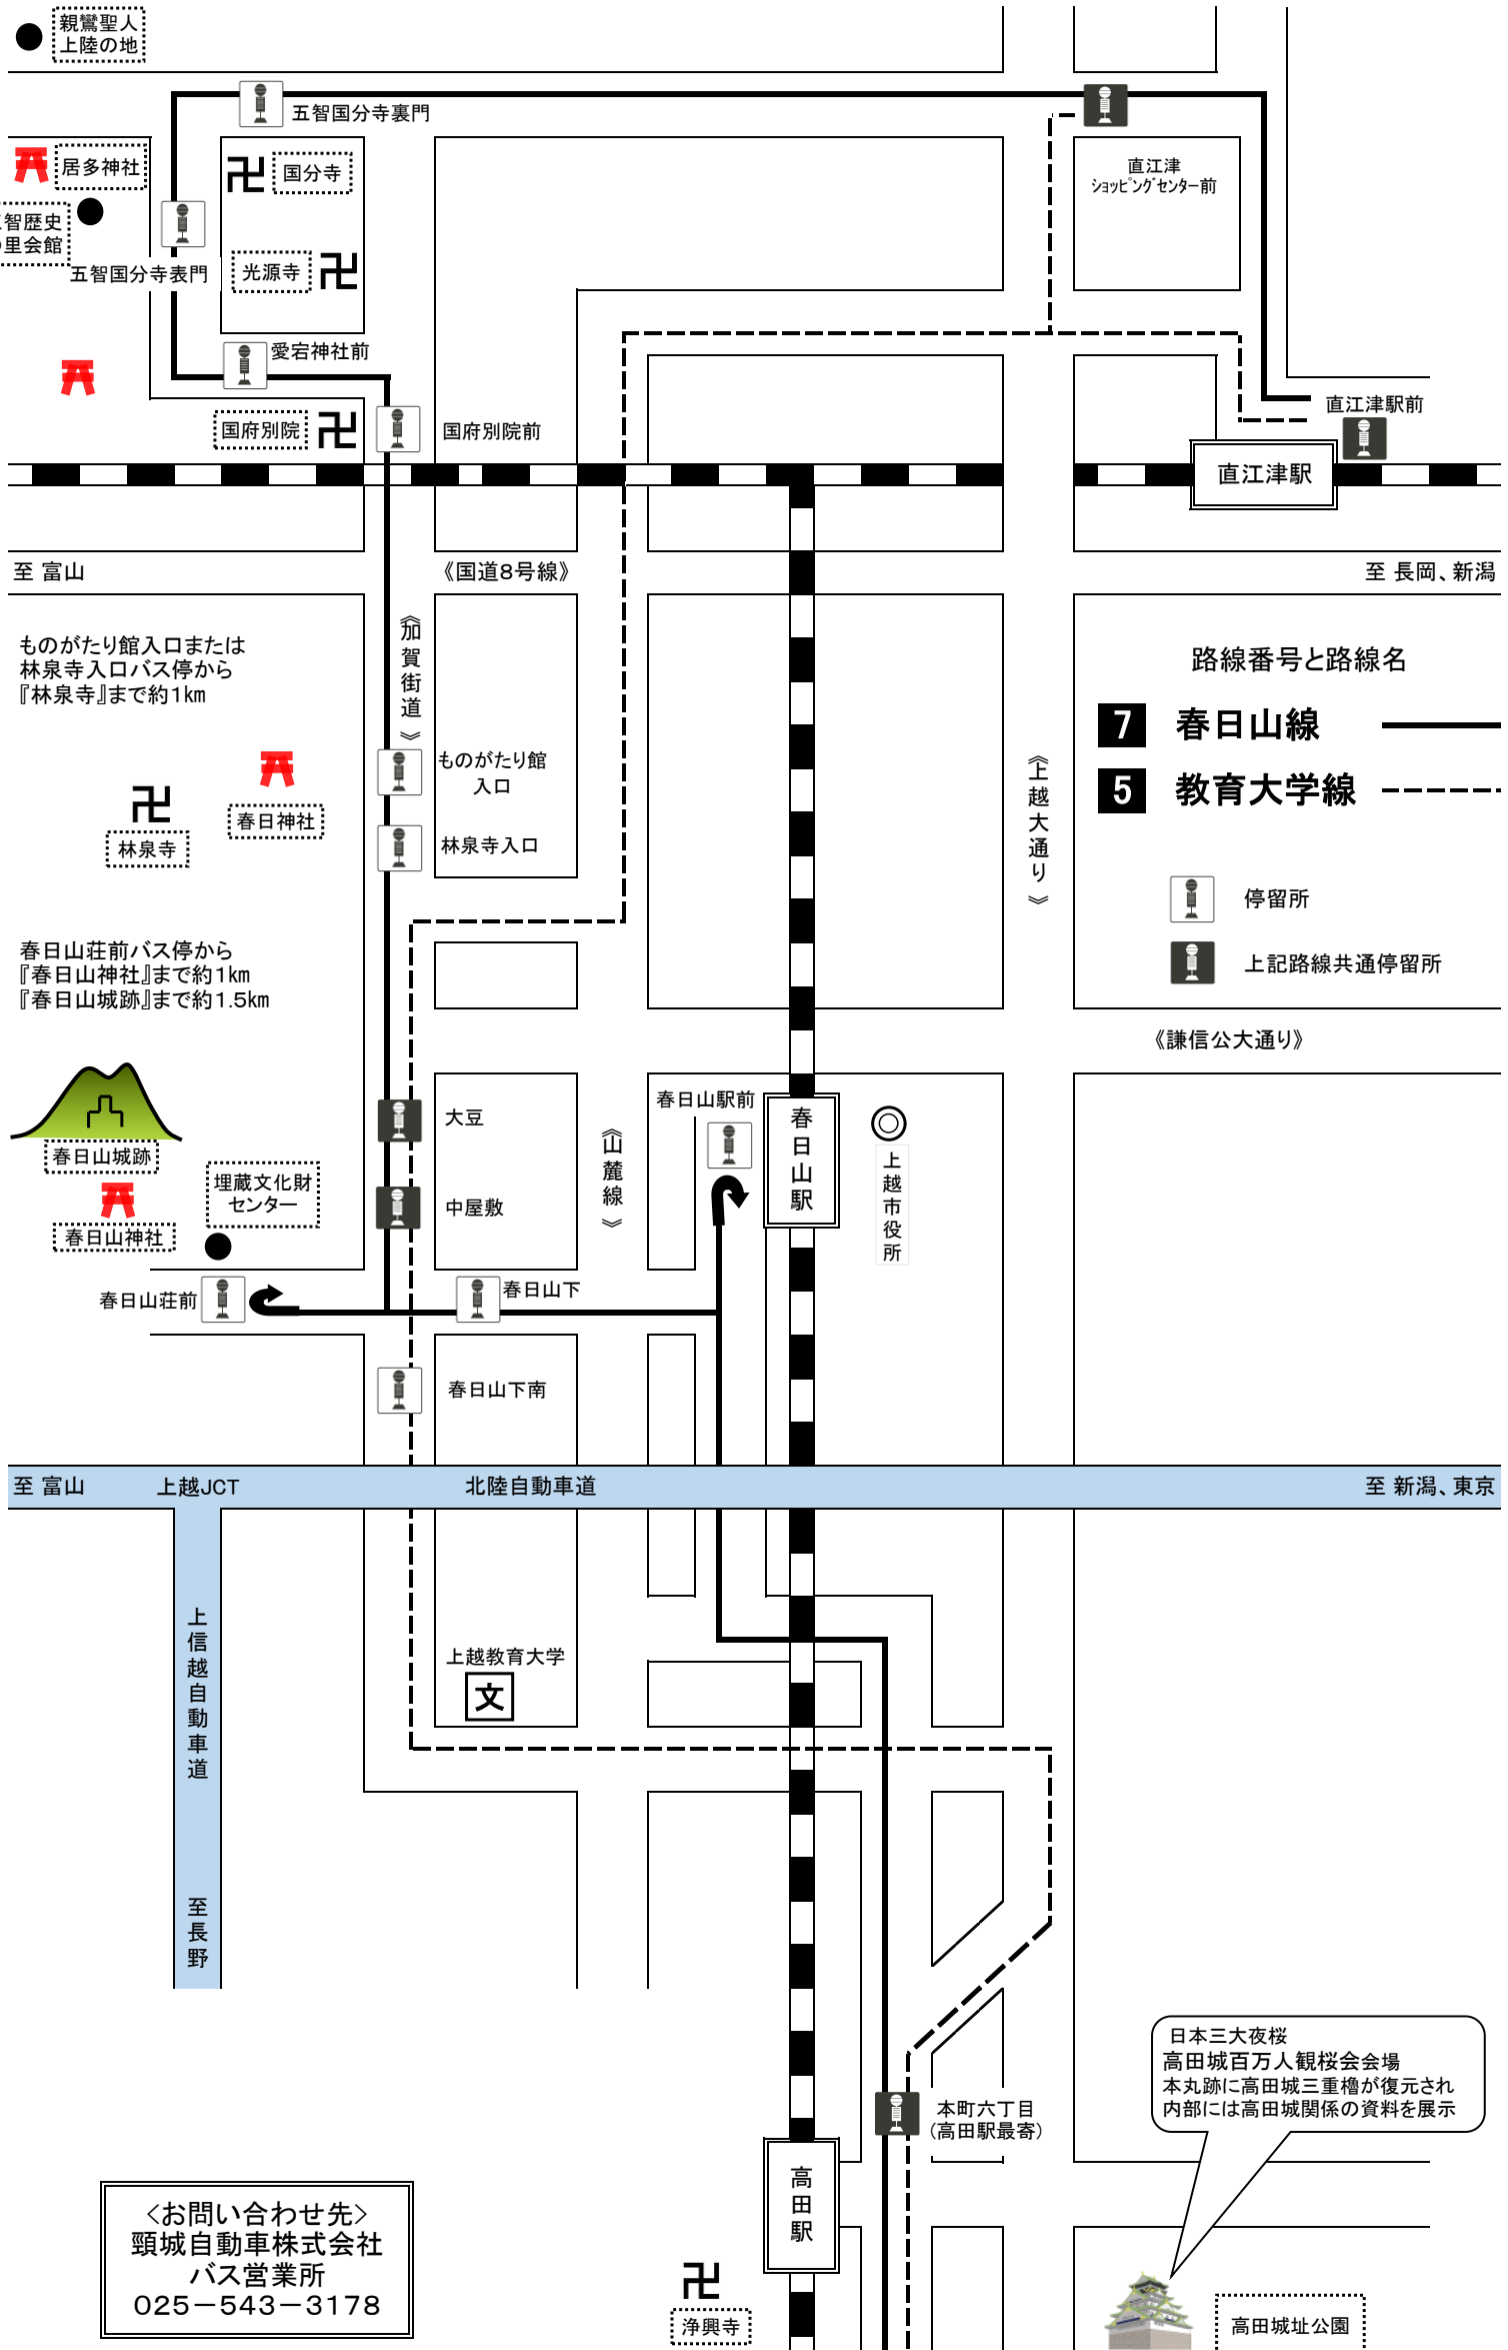 親鸞聖人
上陸の地
五智国分寺裏門
居多神社
国分寺
直江津
ショッピングセンター前
智歴史
里会館
五智国分寺表門
光源寺
愛宕神社前
国府別院
国府別院前
直江津駅前
直江津駅
至 富山
《国道8号線》
至 長岡、新潟
ものがたり館入口または
林泉寺入口バス停から
『林泉寺』まで約1km
《加賀街道》
路線番号と路線名
7 春日山線
5 教育大学線
ものがたり館
入口
《上越大通り》
春日神社
林泉寺
林泉寺入口
停留所
上記路線共通停留所
春日山荘前バス停から
『春日山神社』まで約1km
『春日山城跡』まで約1.5km
《謙信公大通り》
春日山駅前
大豆
春日山駅
《山麓線》
上越市役所
春日山城跡
埋蔵文化財
センター
中屋敷
春日山神社
春日山荘前
春日山下
春日山下南
至 富山
上越JCT
北陸自動車道
至 新潟、東京
上信越自動車道
上越教育大学
文
至長野
日本三大夜桜
高田城百万人観桜会会場
本丸跡に高田城三重櫓が復元され
内部には高田城関係の資料を展示
本町六丁目
(高田駅最寄)
高田駅
<お問い合わせ先>
頸城自動車株式会社
バス営業所
025-543-3178
浄興寺
高田城址公園